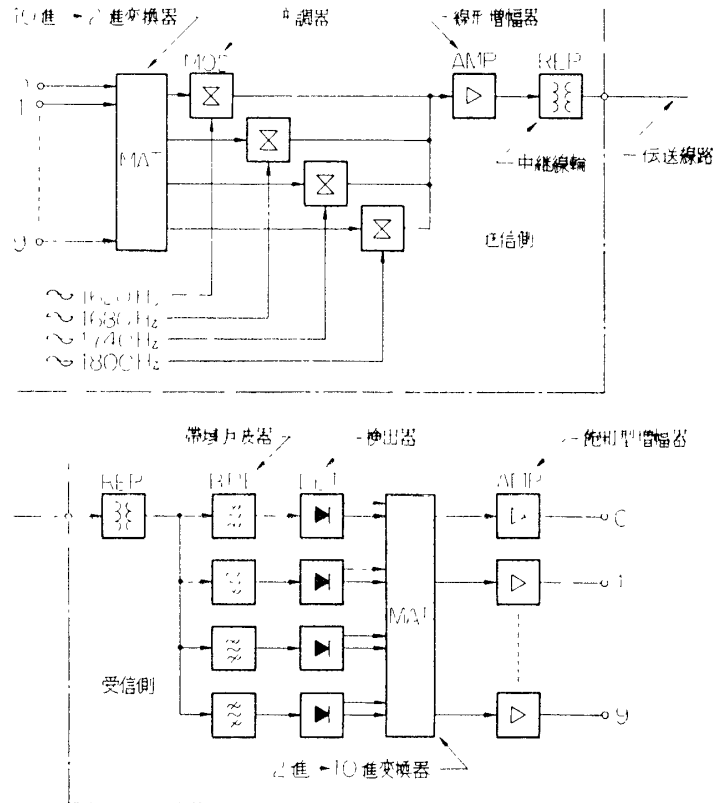 10進→2進変換器
変調器
線形増幅器
MOD
AMP
REP
1
MAT
9
中継線輪
伝送線路
送信側
~1620Hz
~1680Hz
~1740Hz
~1800Hz
帯域戸波器
検出器
飽和型増幅器
REP
BPF
DET
AMP
0
1
MAT
受信側
9
2進→10進変換器